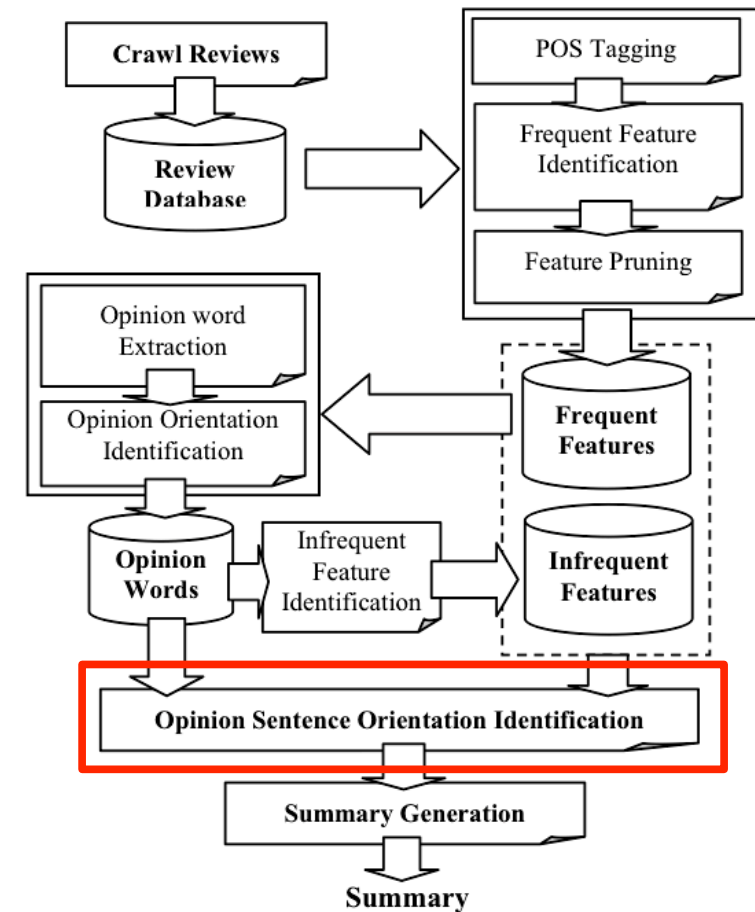 Crawl Reviews
Review
Database
POS Tagging
Frequent Feature
Identification
Feature Pruning
Opinion word
Extraction
Opinion Orientation
Identification
Frequent
Features
Opinion
Words
Infrequent
Feature
Identification
Infrequent
Features
Opinion Sentence Orientation Identification
Summary Generation
Summary